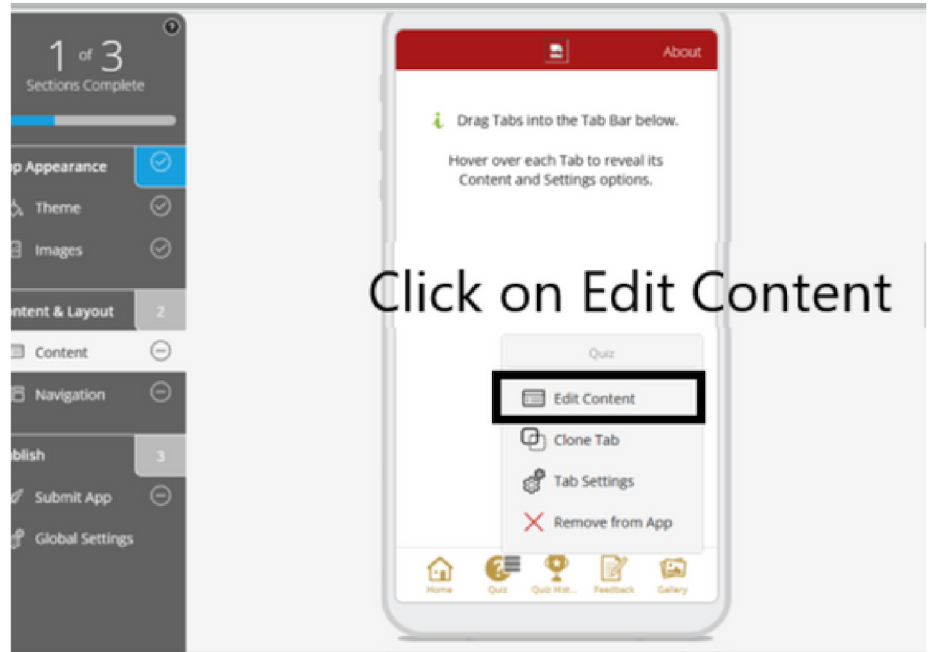 ?
1 of 3
Sections Complete
p Appearance
Theme
Images
ntent & Layout 2
Content
Navigation
blish 3
Submit App
Global Settings
About
i Drag Tabs into the Tab Bar below.
Hover over each Tab to reveal its
Content and Settings options.
Click on Edit Content
Quiz
Edit Content
Clone Tab
Tab Settings
Remove from App
Home Quiz Quiz Hist... Feedback Gallery